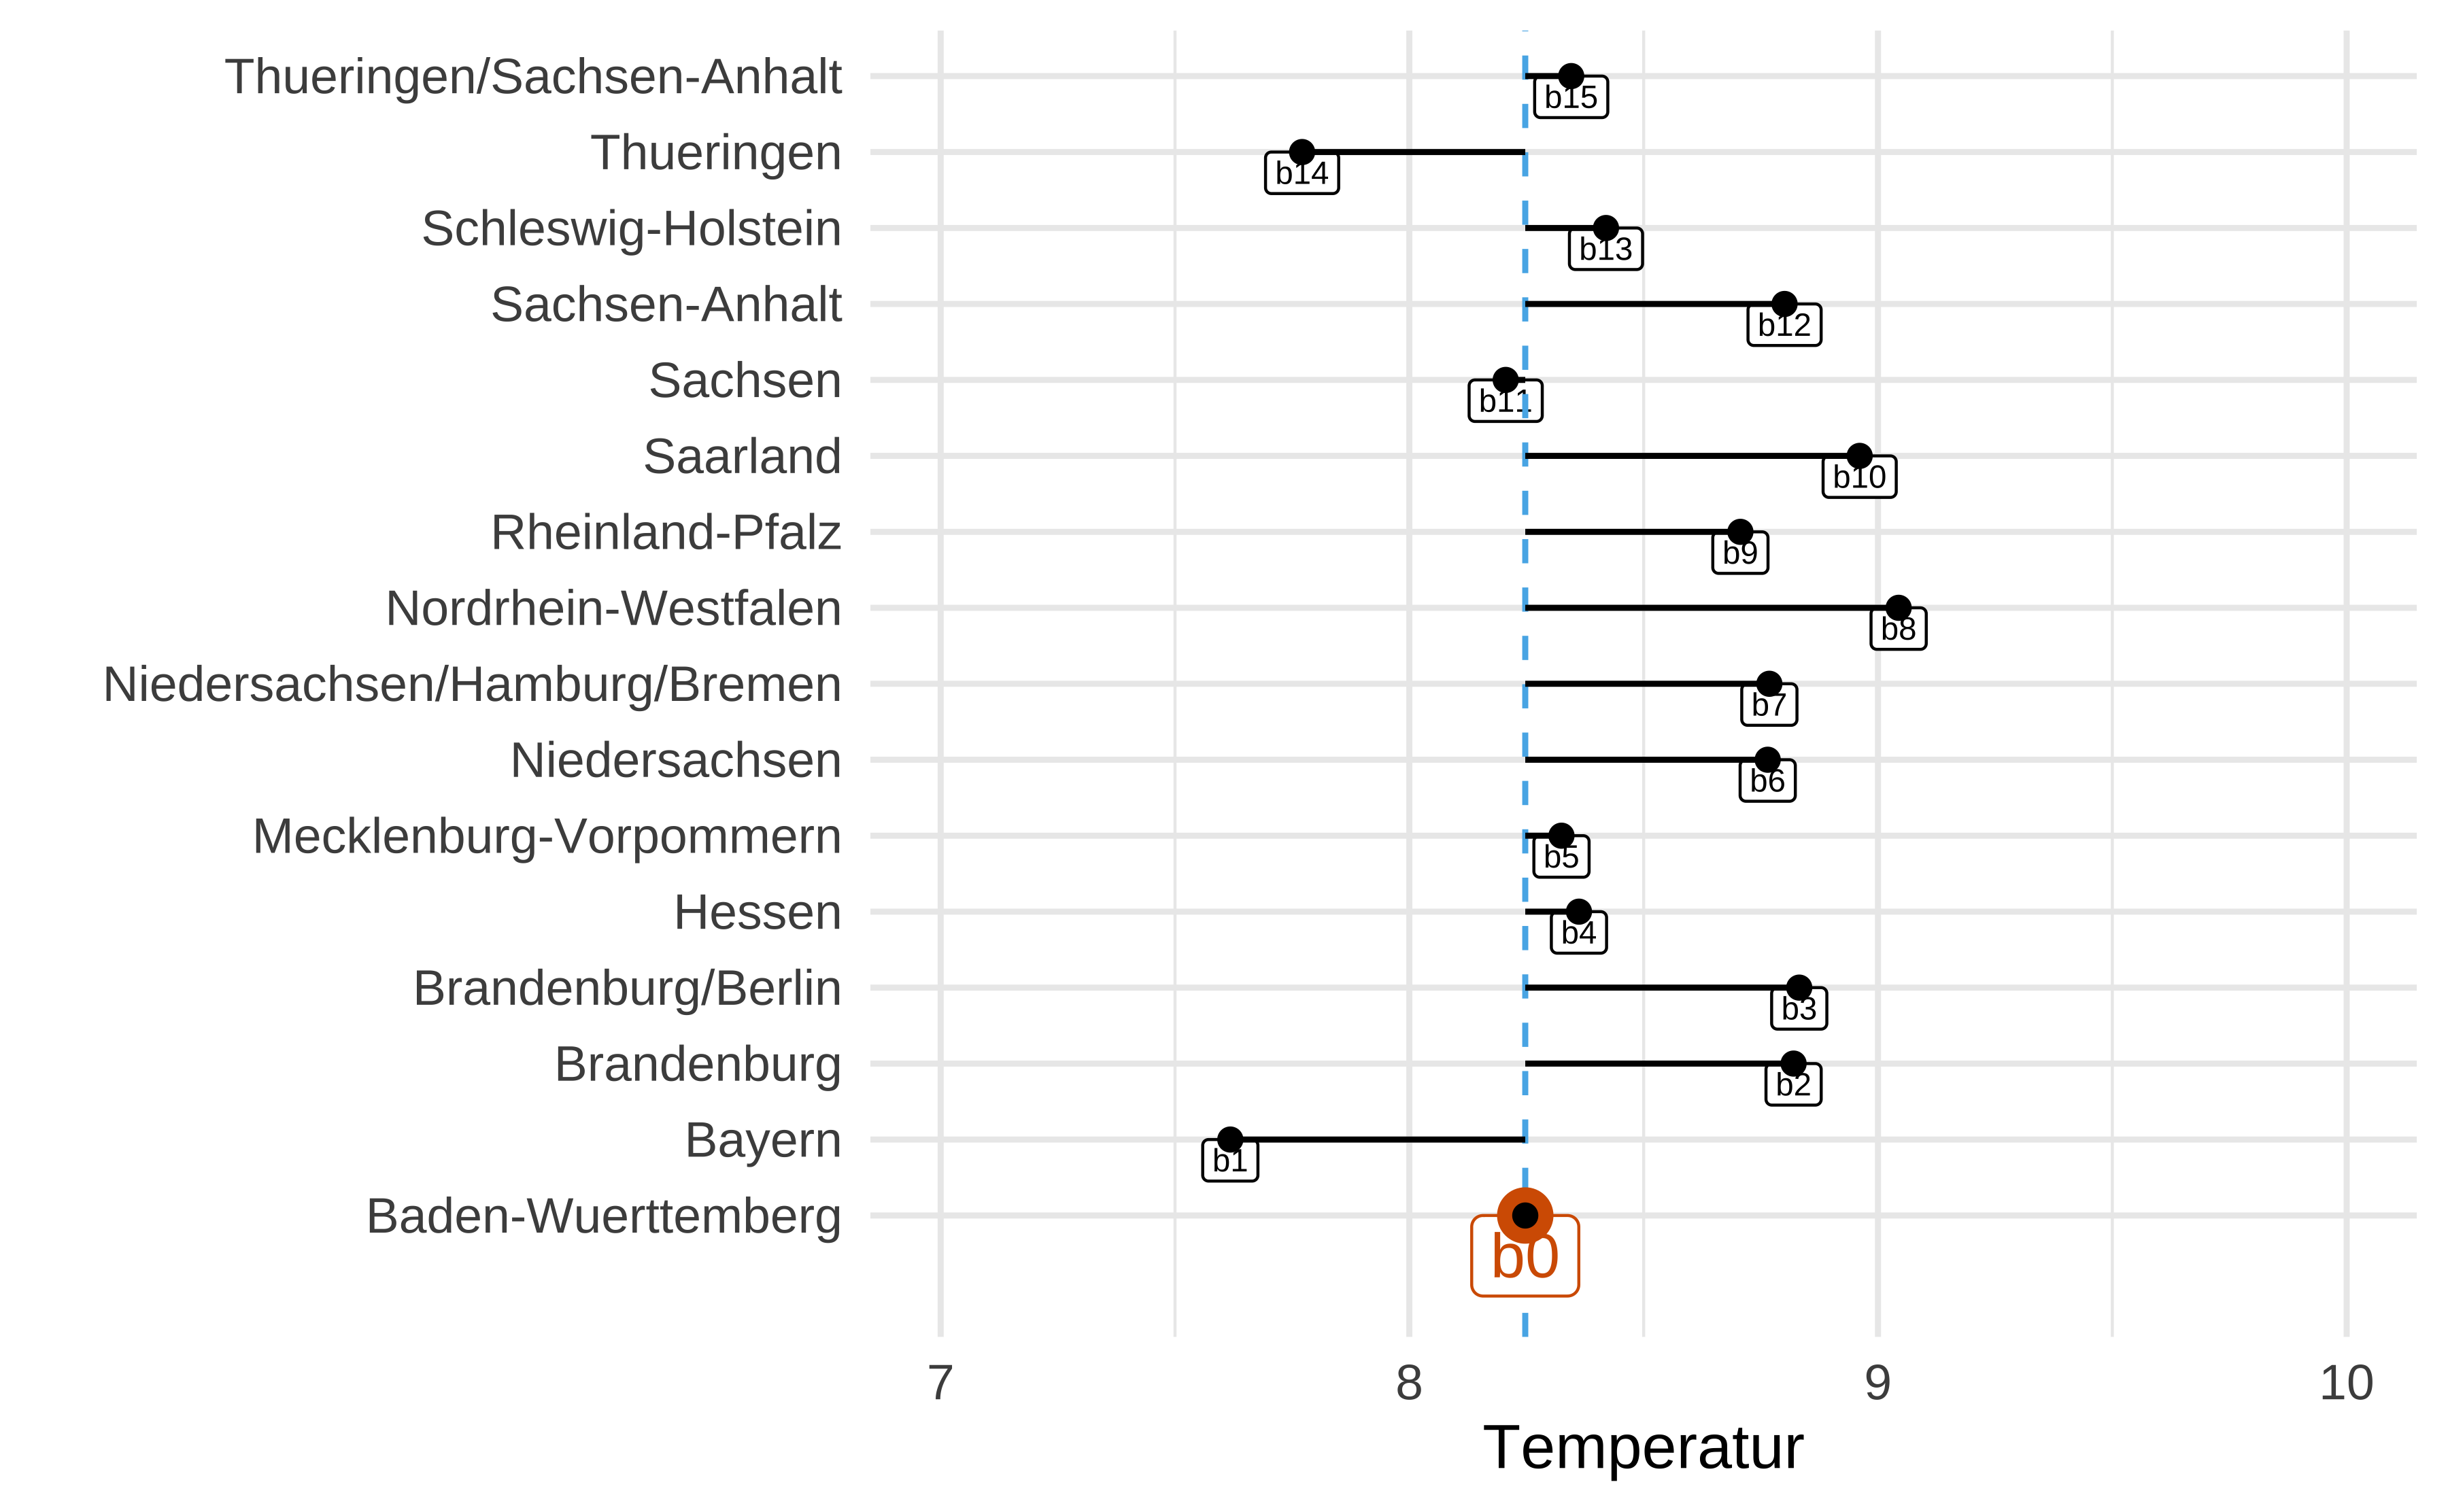 Thueringen/Sachsen-Anhalt
b15
Thueringen
b14
Schleswig-Holstein
b13
Sachsen-Anhalt
b12
Sachsen
b11
Saarland
b10
Rheinland-Pfalz
b9
Nordrhein-Westfalen
b8
Niedersachsen/Hamburg/Bremen
b7
Niedersachsen
b6
Mecklenburg-Vorpommern
b5
Hessen
b4
Brandenburg/Berlin
b3
Brandenburg
b2
Bayern
b1
Baden-Wuerttemberg
b0
7 8 9 10
Temperatur